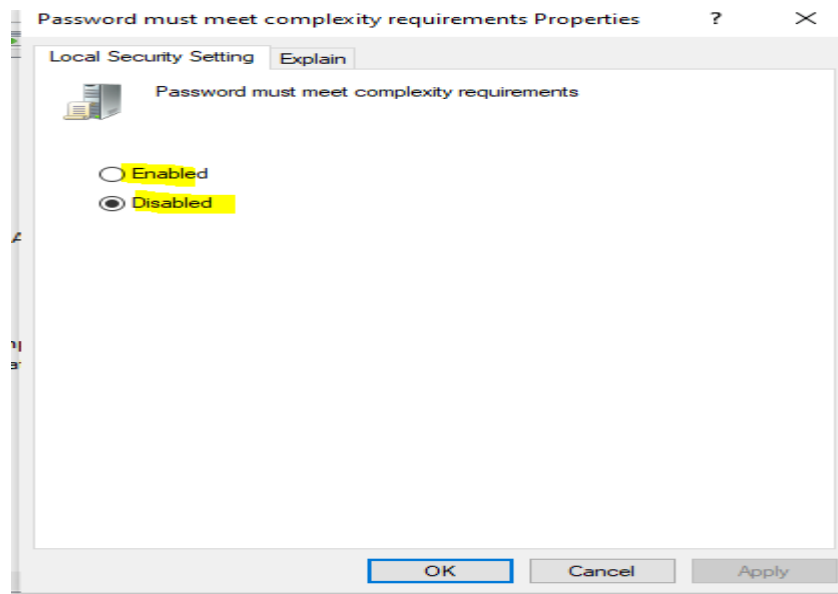 Password must meet complexity requirements Properties ? ×
Local Security Setting Explain
Password must meet complexity requirements
Enabled
Disabled
OK Cancel Apply